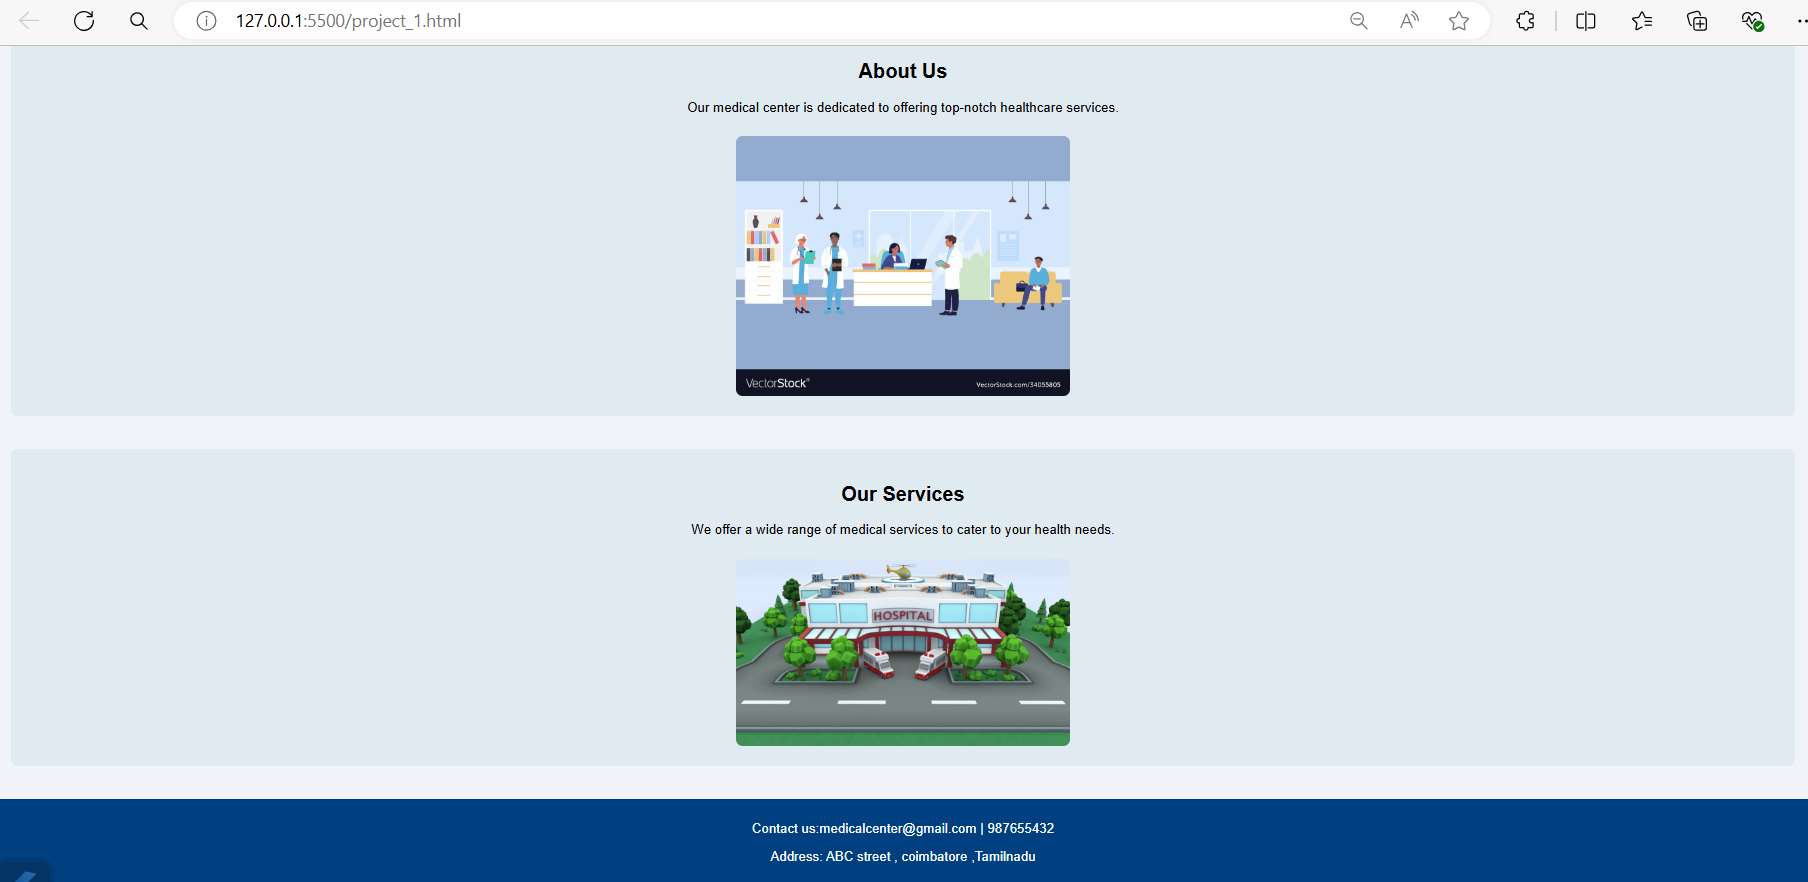 127.0.0.1:5500/project_1.html
About Us
Our medical center is dedicated to offering top-notch healthcare services.
VectorStock®
VectorStock.com/34055805
Our Services
We offer a wide range of medical services to cater to your health needs.
HOSPITAL
Contact us:medicalcenter@gmail.com | 987655432
Address: ABC street , coimbatore ,Tamilnadu